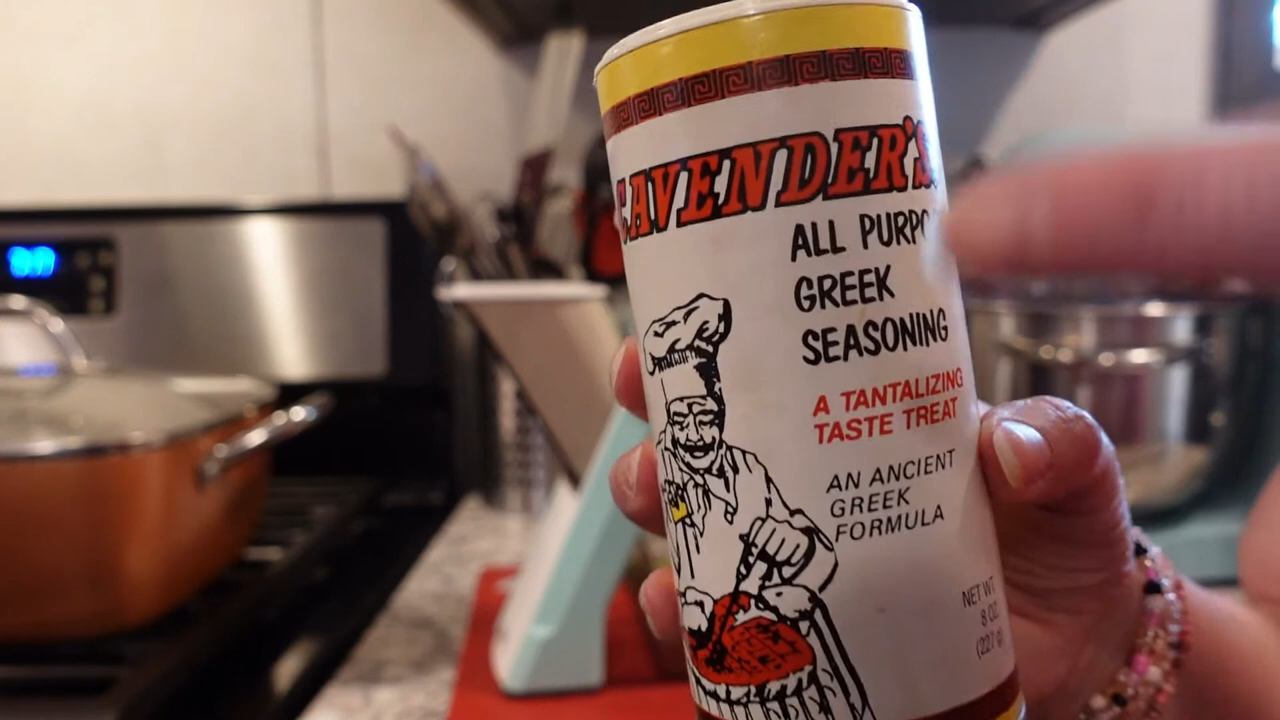 CAVENDER'S
ALL PURPO
GREEK
SEASONING
A TANTALIZING
TASTE TREAT
AN ANCIENT
GREEK
FORMULA
NET WT.
8 OZ.
(227 g)